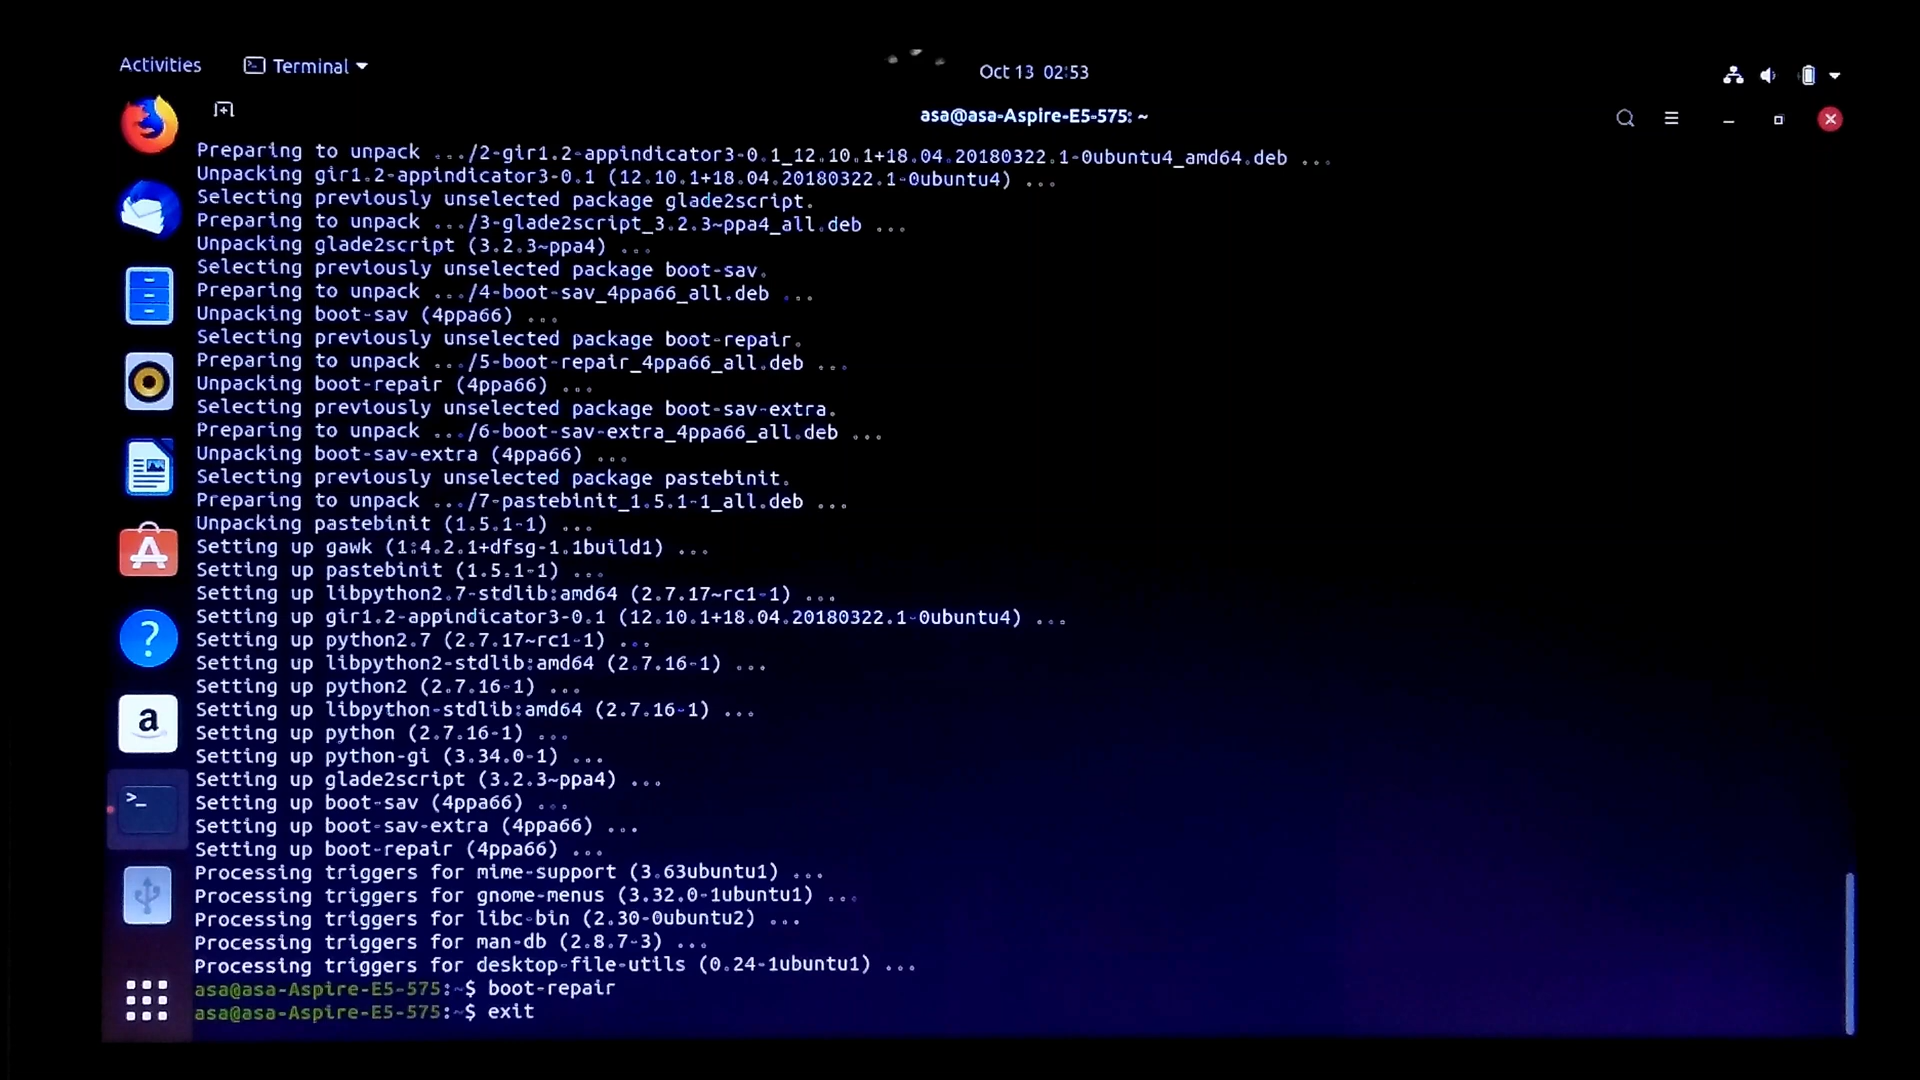 Activities
Terminal
Oct 13 02:53
asa@asa-Aspire-E5-575: ~
Preparing to unpack .../2-gir1.2-appindicator3-0.1_12.10.1+18.04.20180322.1-0ubuntu4_amd64.deb ...
Unpacking gir1.2-appindicator3-0.1 (12.10.1+18.04.20180322.1-0ubuntu4) ...
Selecting previously unselected package glade2script.
Preparing to unpack .../3-glade2script_3.2.3~ppa4_all.deb ...
Unpacking glade2script (3.2.3~ppa4) ...
Selecting previously unselected package boot-sav.
Preparing to unpack .../4-boot-sav_4ppa66_all.deb ...
Unpacking boot-sav (4ppa66) ...
Selecting previously unselected package boot-repair.
Preparing to unpack .../5-boot-repair_4ppa66_all.deb ...
Unpacking boot-repair (4ppa66) ...
Selecting previously unselected package boot-sav-extra.
Preparing to unpack .../6-boot-sav-extra_4ppa66_all.deb ...
Unpacking boot-sav-extra (4ppa66) ...
Selecting previously unselected package pastebinit.
Preparing to unpack .../7-pastebinit_1.5.1-1_all.deb ...
Unpacking pastebinit (1.5.1-1) ...
Setting up gawk (1:4.2.1+dfsg-1.1build1) ...
Setting up pastebinit (1.5.1-1) ...
Setting up libpython2.7-stdlib:amd64 (2.7.17~rc1-1) ...
Setting up gir1.2-appindicator3-0.1 (12.10.1+18.04.20180322.1-0ubuntu4) ...
Setting up python2.7 (2.7.17~rc1-1) ...
Setting up libpython2-stdlib:amd64 (2.7.16-1) ...
Setting up python2 (2.7.16-1) ...
Setting up libpython-stdlib:amd64 (2.7.16-1) ...
Setting up python (2.7.16-1) ...
Setting up python-gi (3.34.0-1) ...
Setting up glade2script (3.2.3~ppa4) ...
Setting up boot-sav (4ppa66) ...
Setting up boot-sav-extra (4ppa66) ...
Setting up boot-repair (4ppa66) ...
Processing triggers for mime-support (3.63ubuntu1) ...
Processing triggers for gnome-menus (3.32.0-1ubuntu1) ...
Processing triggers for libc-bin (2.30-0ubuntu2) ...
Processing triggers for man-db (2.8.7-3) ...
Processing triggers for desktop-file-utils (0.24-1ubuntu1) ...
asa@asa-Aspire-E5-575:~$ boot-repair
asa@asa-Aspire-E5-575:~$ exit